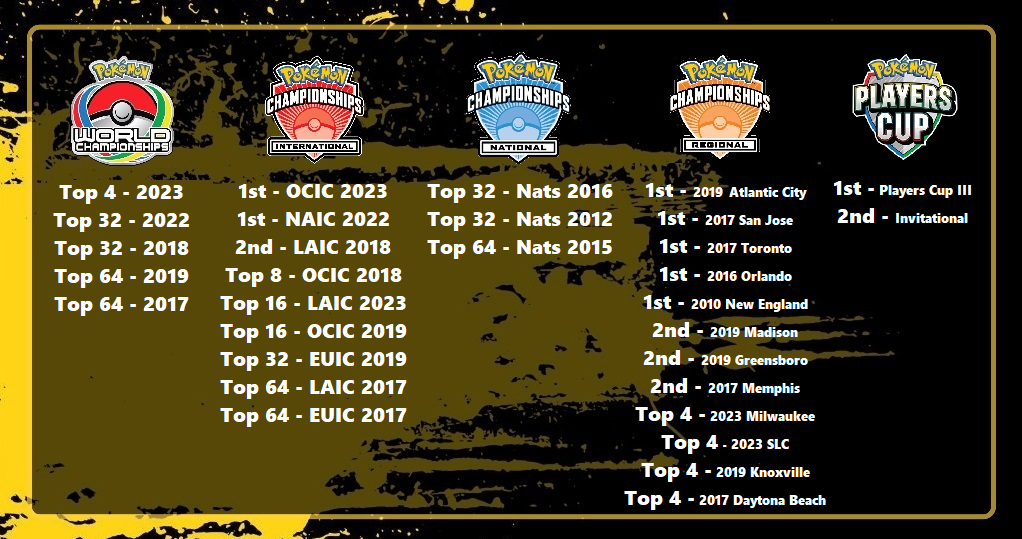 Pokémon
WORLD
CHAMPIONSHIPS
Top 4 - 2023
Top 32 - 2022
Top 32 - 2018
Top 64 - 2019
Top 64 - 2017
Pokémon
CHAMPIONSHIPS
INTERNATIONAL
1st - OCIC 2023
1st - NAIC 2022
2nd - LAIC 2018
Top 8 - OCIC 2018
Top 16 - LAIC 2023
Top 16 - OCIC 2019
Top 32 - EUIC 2019
Top 64 - LAIC 2017
Top 64 - EUIC 2017
Pokémon
CHAMPIONSHIPS
NATIONAL
Top 32 - Nats 2016
Top 32 - Nats 2012
Top 64 - Nats 2015
Pokémon
CHAMPIONSHIPS
REGIONAL
1st - 2019 Atlantic City
1st - 2017 San Jose
1st - 2017 Toronto
1st - 2016 Orlando
1st - 2010 New England
2nd - 2019 Madison
2nd - 2019 Greensboro
2nd - 2017 Memphis
Top 4 - 2023 Milwaukee
Top 4 - 2023 SLC
Top 4 - 2019 Knoxville
Top 4 - 2017 Daytona Beach
Pokémon
PLAYERS
CUP
1st - Players Cup III
2nd - Invitational